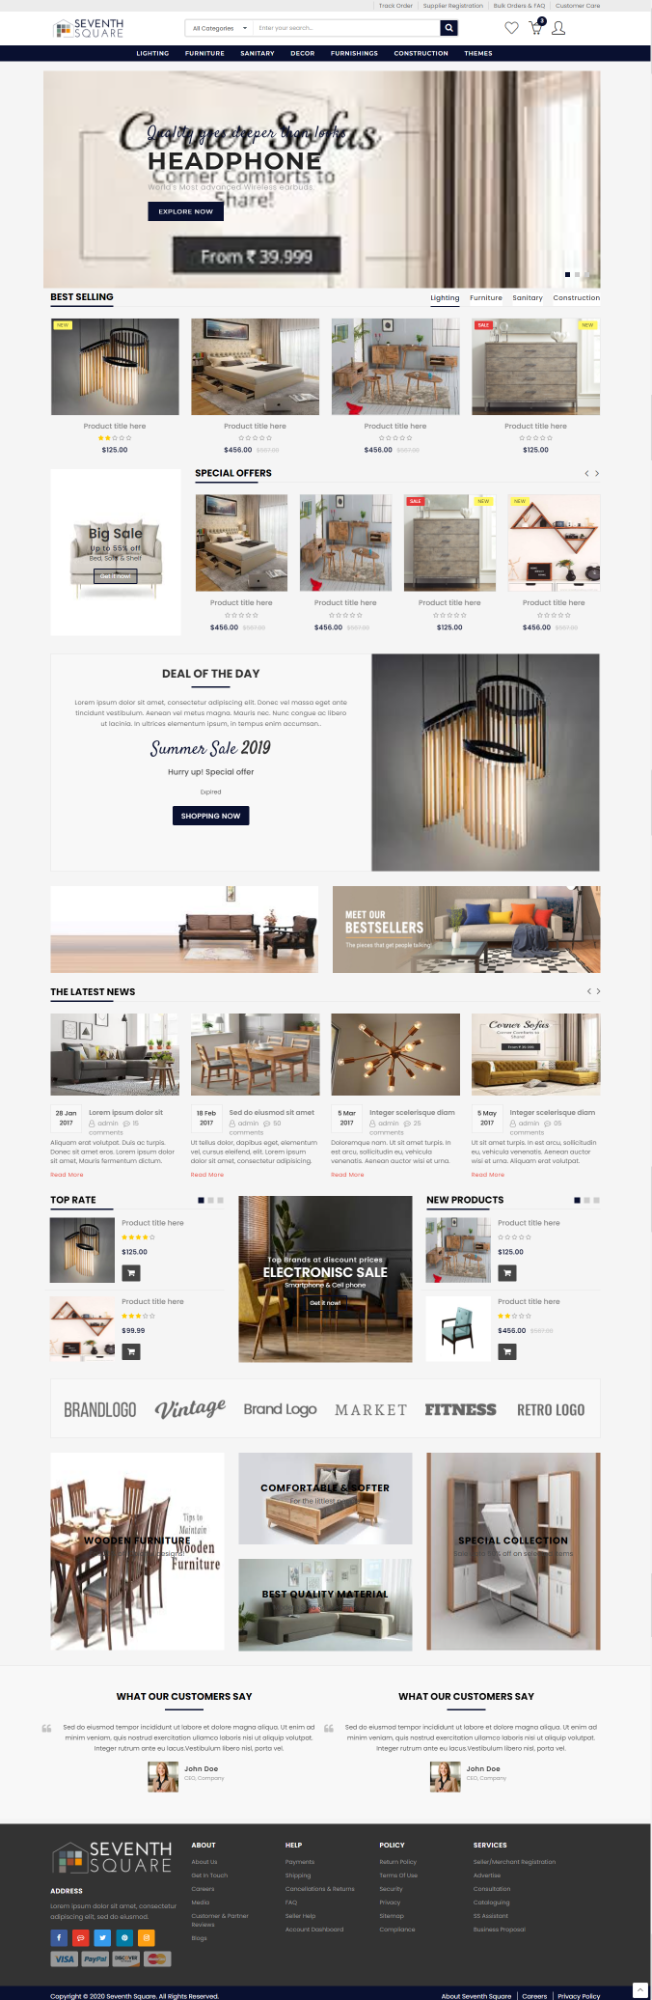 Track Order | Supplier Registration | Bulk Orders & FAQ | Customer Care
SEVENTH
SQUARE
All Categories
Enter your search...
LIGHTING FURNITURE SANITARY DECOR FURNISHINGS CONSTRUCTION THEMES
Corner Sofas
Quality goes deeper than looks
HEADPHONE
Corner Comforts to
World's Most advanced Wireless earbuds.
Share!
EXPLORE NOW
From ₹ 39.999
BEST SELLING
Lighting Furniture Sanitary Construction
NEW
SALE
NEW
Product title here
Product title here
Product title here
Product title here
$125.00
$456.00
$456.00
$125.00
SPECIAL OFFERS
Big Sale
Up to 55% off
Bed, Sofa & Shelf
Get it now!
SALE
NEW
NEW
Product title here
Product title here
Product title here
Product title here
$456.00
$456.00
$125.00
$456.00
DEAL OF THE DAY
Lorem ipsum dolor sit amet, consectetur adipiscing elit. Donec vel massa eget ante
tincidunt vestibulum. Aenean vel metus magna. Mauris nec. Nunc congue ac libero
ut lacinia. In ultrices elementum ipsum, in tempus enim accumsan..
Summer Sale 2019
Hurry up! Special offer
Expired
SHOPPING NOW
MEET OUR
BESTSELLERS
The pieces that get people talking!
THE LATEST NEWS
Corner Sofas
Corner Comforts to
Share!
From ₹ 39.999
28 Jan
2017
Lorem ipsum dolor sit
admin 15
comments
Aliquam erat volutpat. Duis ac turpis.
Donec sit amet eros. Lorem ipsum dolor
sit amet. Mauris fermentum dictum.
Read More
18 Feb
2017
Sed do eiusmod sit amet
admin 50
comments
Ut tellus dolor, dapibus eget, elementum
vel, cursus eleifend, elit. Lorem ipsum
dolor sit amet, consectetur adipisicing.
Read More
5 Mar
2017
Integer scelerisque diam
admin 25
comments
Doloremque nam. Ut sit amet turpis. In
est arcu, sollicitudin eu, vehicula
venenatis. Aenean auctor wisi et urna.
Read More
5 May
2017
Integer scelerisque diam
admin 05
comments
Ut sit amet turpis. In est arcu, sollicitudin
eu, vehicula venenatis. Aenean auctor
wisi et urna. Aliquam erat volutpat.
Read More
TOP RATE
Product title here
$125.00
Product title here
$99.99
Top Brands at discount prices
ELECTRONISC SALE
Smartphone & Cell phone
Get it now!
NEW PRODUCTS
Product title here
$125.00
Product title here
$456.00
BRANDLOGO
Vintage
Brand Logo
MARKET
FITNESS
RETRO LOGO
Tips to
Maintain
Wooden
Furniture
WOODEN FURNITURE
COMFORTABLE & SOFTER
For the littlest
BEST QUALITY MATERIAL
SPECIAL COLLECTION
WHAT OUR CUSTOMERS SAY
Sed do eiusmod tempor incididunt ut labore et dolore magna aliqua. Ut enim ad
minim veniam, quis nostrud exercitation ullamco laboris nisi ut aliquip volutpat.
Integer rutrum ante eu lacus.Vestibulum libero nisl, porta vel.
John Doe
CEO, Company
WHAT OUR CUSTOMERS SAY
Sed do eiusmod tempor incididunt ut labore et dolore magna aliqua. Ut enim ad
minim veniam, quis nostrud exercitation ullamco laboris nisi ut aliquip volutpat.
Integer rutrum ante eu lacus.Vestibulum libero nisl, porta vel.
John Doe
CEO, Company
SEVENTH
SQUARE
ADDRESS
Lorem ipsum dolor sit amet, consectetur
adipiscing elit, sed do eiusmod.
VISA PayPal DISCOVER
ABOUT
About Us
Get In Touch
Careers
Media
Customer & Partner
Reviews
Blogs
HELP
Payments
Shipping
Cancellations & Returns
FAQ
Seller Help
Account Dashboard
POLICY
Return Policy
Terms Of Use
Security
Privacy
Sitemap
Compliance
SERVICES
Seller/Merchant Registration
Advertise
Consultation
Cataloguing
SS Assistant
Business Proposal
Copyright © 2020 Seventh Square. All Rights Reserved.
About Seventh Square | Careers | Privacy Policy